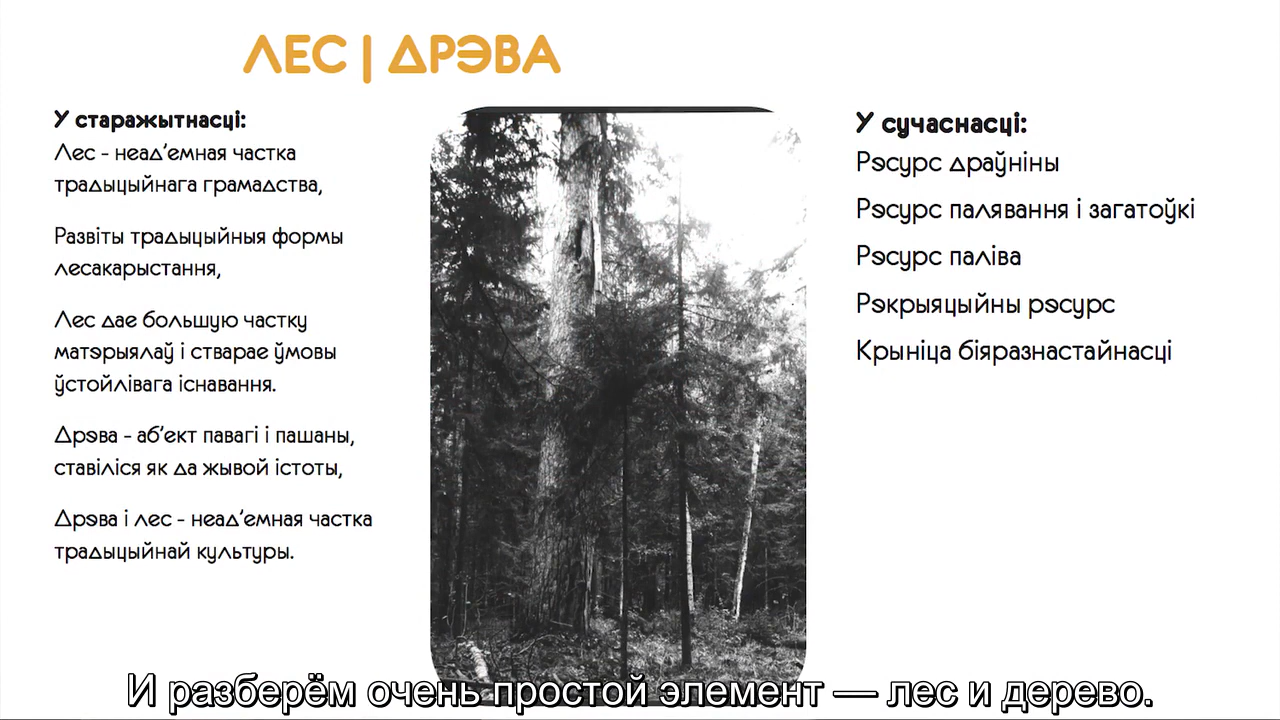 ЛЕС | ДРЭВА
У старажытнасці:
Лес - неад'емная частка
традыцыйнага грамадства,
Развіты традыцыйныя формы
лесакарыстання,
Лес дае большую частку
матэрыялаў і стварае ўмовы
ўстойлівага існавання.
Дрэва - аб'ект павагі і пашаны,
ставіліся як да жывой істоты,
Дрэва і лес - неад'емная частка
традыцыйнай культуры.
У сучаснасці:
Рэсурс драўніны
Рэсурс палявання і загатоўкі
Рэсурс паліва
Рэкрыяцыйны рэсурс
Крыніца біяразнастайнасці
И разберём очень простой элемент — лес и дерево.